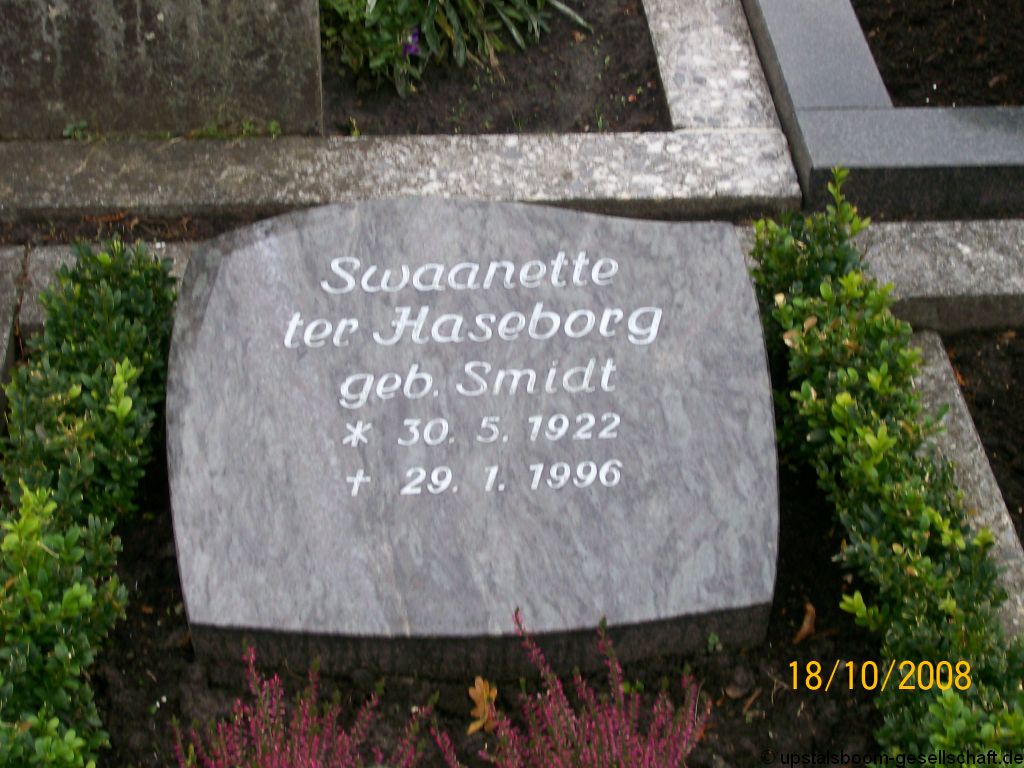 Swaanette
ter Haseborg
geb. Smidt
* 30. 5. 1922
† 29. 1. 1996
18/10/2008
© upstalsboom-gesellschaft.de